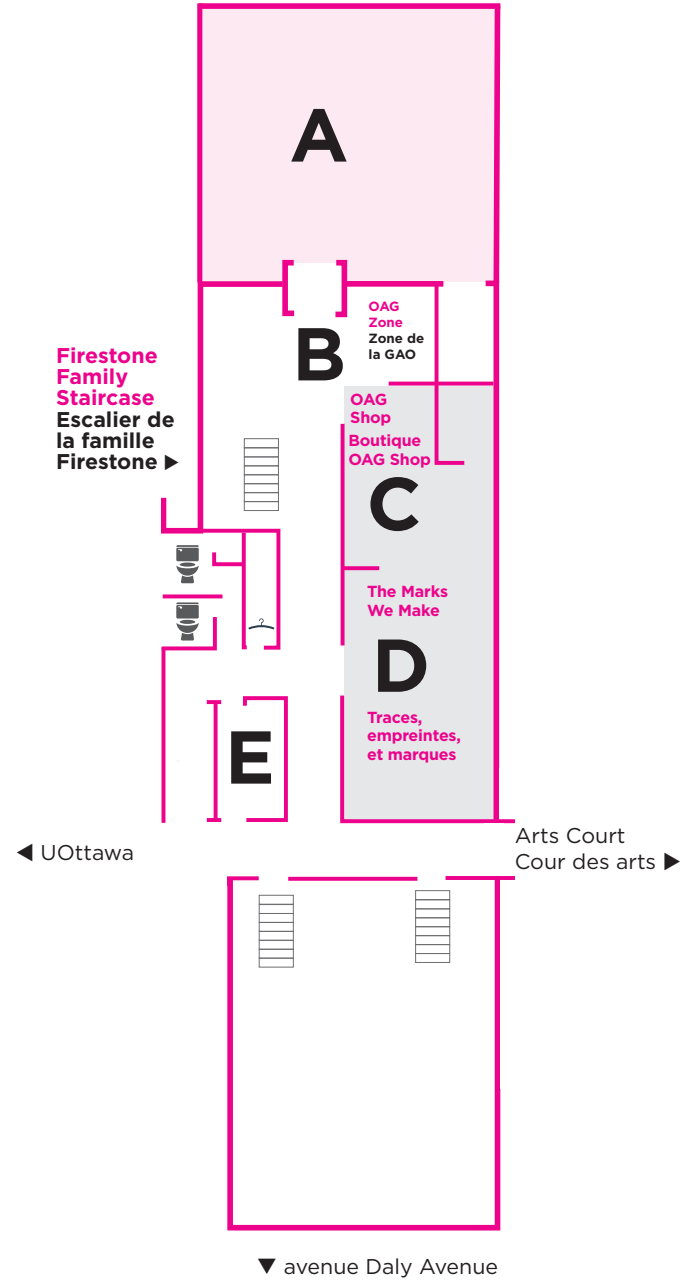 A
OAG
Zone
Zone de
la GAO
B
Firestone
Family
Staircase
Escalier de
la famille
Firestone ▶
OAG
Shop
Boutique
OAG Shop
C
The Marks
We Make
D
Traces,
empreintes,
et marques
E
◀ UOttawa
Arts Court
Cour des arts ▶
▼ avenue Daly Avenue